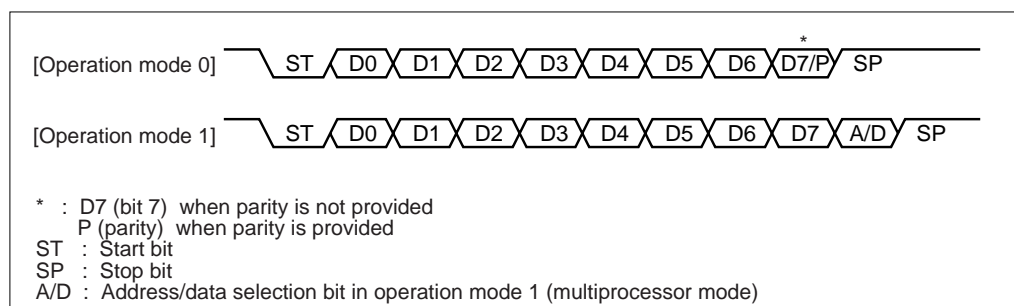 *
[Operation mode 0] ST D0 D1 D2 D3 D4 D5 D6 D7/P SP
[Operation mode 1] ST D0 D1 D2 D3 D4 D5 D6 D7 A/D SP
* : D7 (bit 7) when parity is not provided
P (parity) when parity is provided
ST : Start bit
SP : Stop bit
A/D : Address/data selection bit in operation mode 1 (multiprocessor mode)